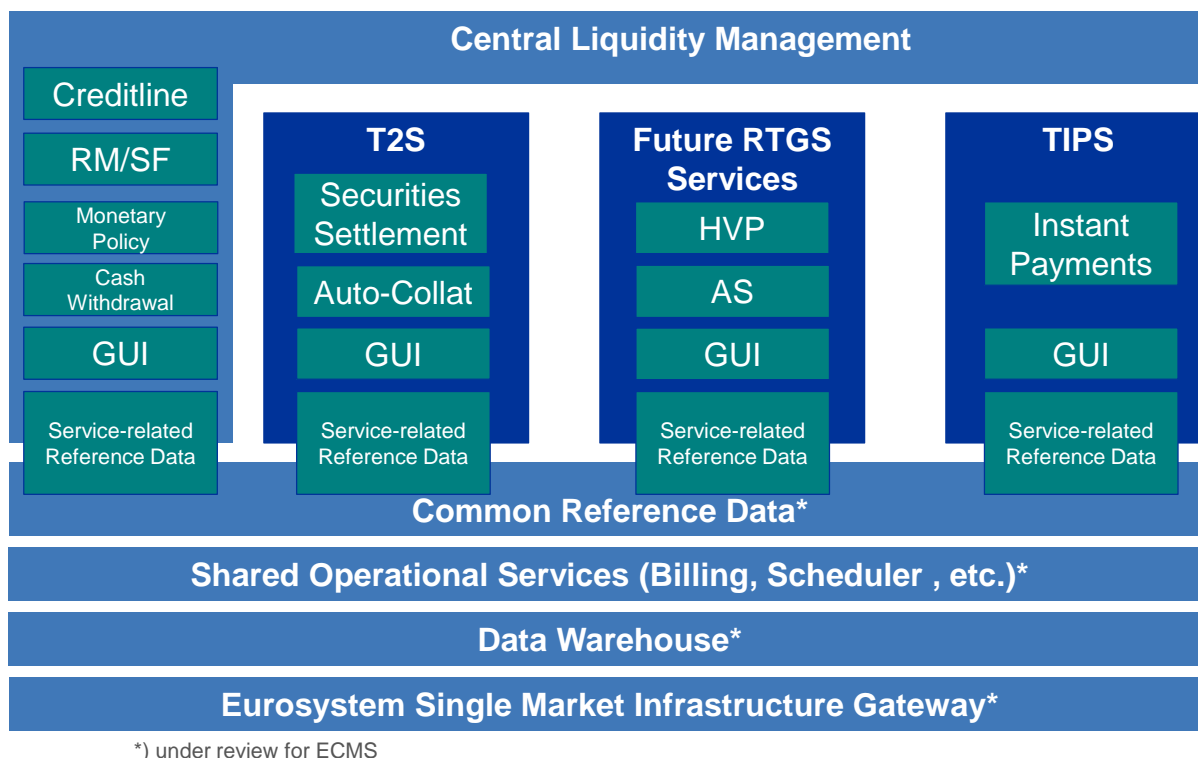 Central Liquidity Management
Creditline
RM/SF
Monetary
Policy
Cash
Withdrawal
GUI
Service-related
Reference Data
T2S
Securities
Settlement
Auto-Collat
GUI
Service-related
Reference Data
Future RTGS
Services
HVP
AS
GUI
Service-related
Reference Data
TIPS
Instant
Payments
GUI
Service-related
Reference Data
Common Reference Data*
Shared Operational Services (Billing, Scheduler , etc.)*
Data Warehouse*
Eurosystem Single Market Infrastructure Gateway*
*) under review for ECMS